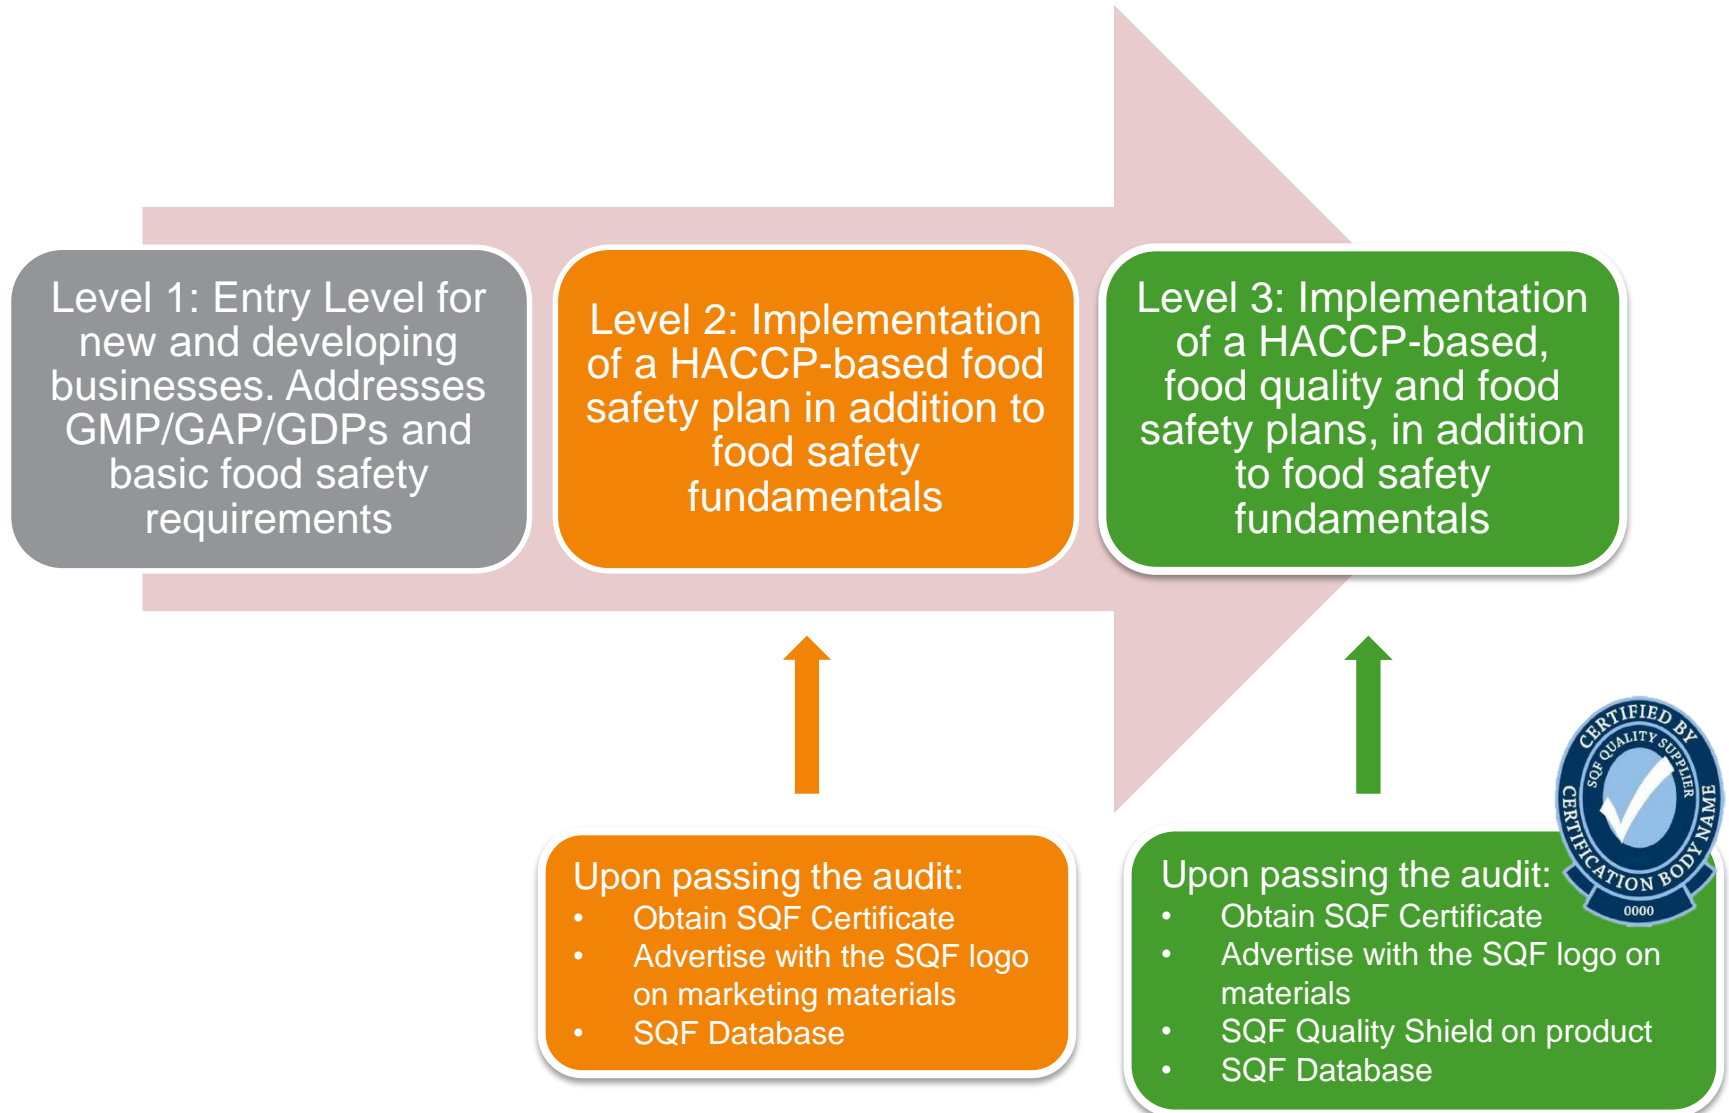 Level 1: Entry Level for
new and developing
businesses. Addresses
GMP/GAP/GDPs and
basic food safety
requirements
Level 2: Implementation
of a HACCP-based food
safety plan in addition to
food safety
fundamentals
Level 3: Implementation
of a HACCP-based,
food quality and food
safety plans, in addition
to food safety
fundamentals
Upon passing the audit:
• Obtain SQF Certificate
• Advertise with the SQF logo
on marketing materials
• SQF Database
Upon passing the audit:
• Obtain SQF Certificate
• Advertise with the SQF logo on
materials
• SQF Quality Shield on product
• SQF Database
CERTIFIED BY
SQF QUALITY SUPPLIER
CERTIFICATION BODY NAME
0000